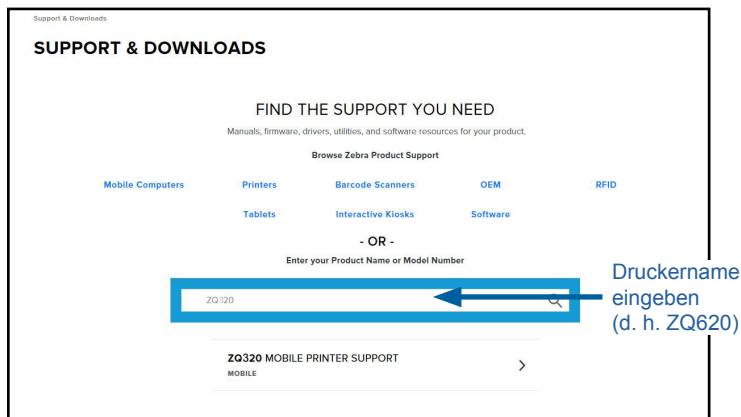 Support & Downloads
SUPPORT & DOWNLOADS
FIND THE SUPPORT YOU NEED
Manuals, firmware, drivers, utilities, and software resources for your product.
Browse Zebra Product Support
Mobile Computers Printers Barcode Scanners OEM RFID
Tablets Interactive Kiosks Software
- OR -
Enter your Product Name or Model Number
ZQ320
Druckername
eingeben
(d. h. ZQ620)
ZQ320 MOBILE PRINTER SUPPORT
MOBILE